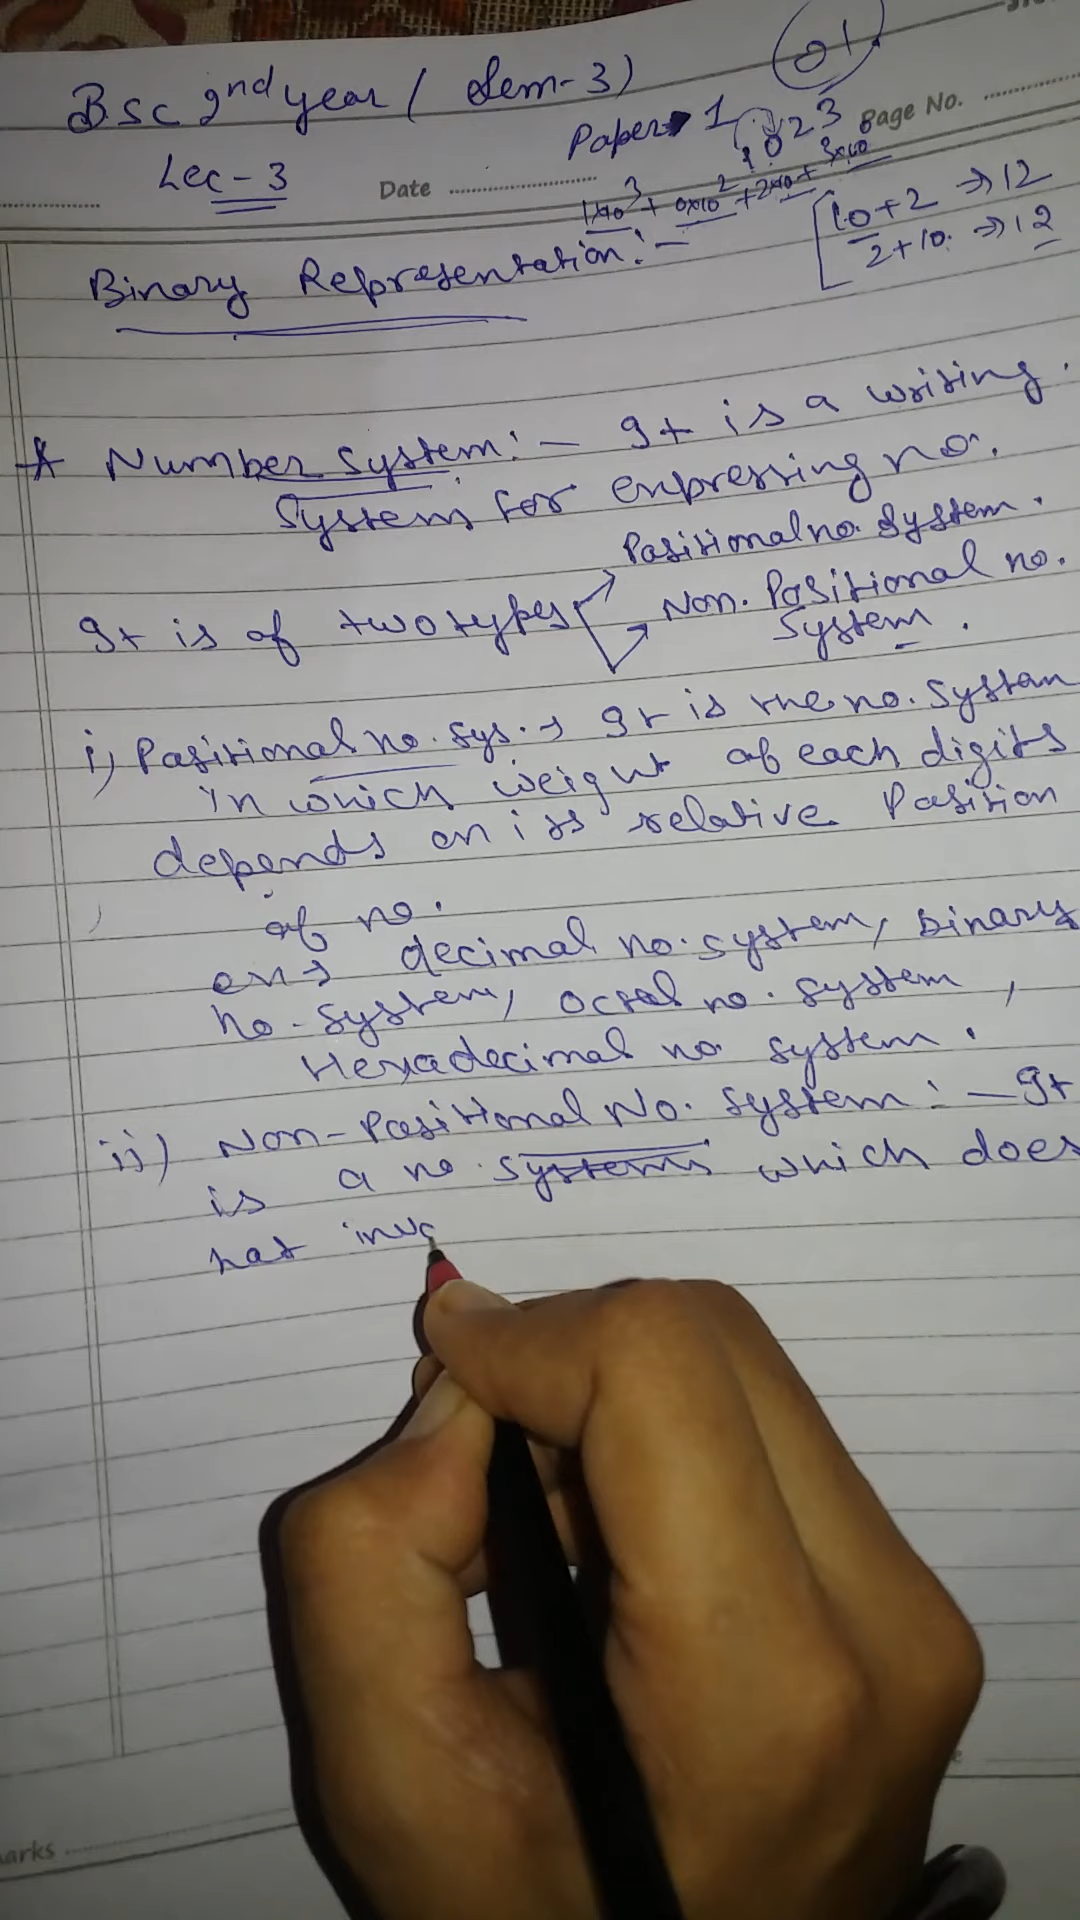 01
Bsc 2nd year ( Sem-3)
Paper 1
1023
Page No.
Lec-3
Date
1×10³ + 0×10² + 2×10 + 3×10⁰
10+2 → 12
2+10. → 12
Binary Representation:-
* Number System:- It is a writing.
System for expressing no.
Positional no. System.
It is of two types
Non. Positional no.
System.
i) Positional no. Sys. → It is the no. System
in which weight of each digits
depends on its relative Position
of no.
ex → decimal no. system, Binary
no. System, Octal no. System,
Hexadecimal no System.
ii) Non-Positional No. System:- It
is a no. systems which does
not inv
arks